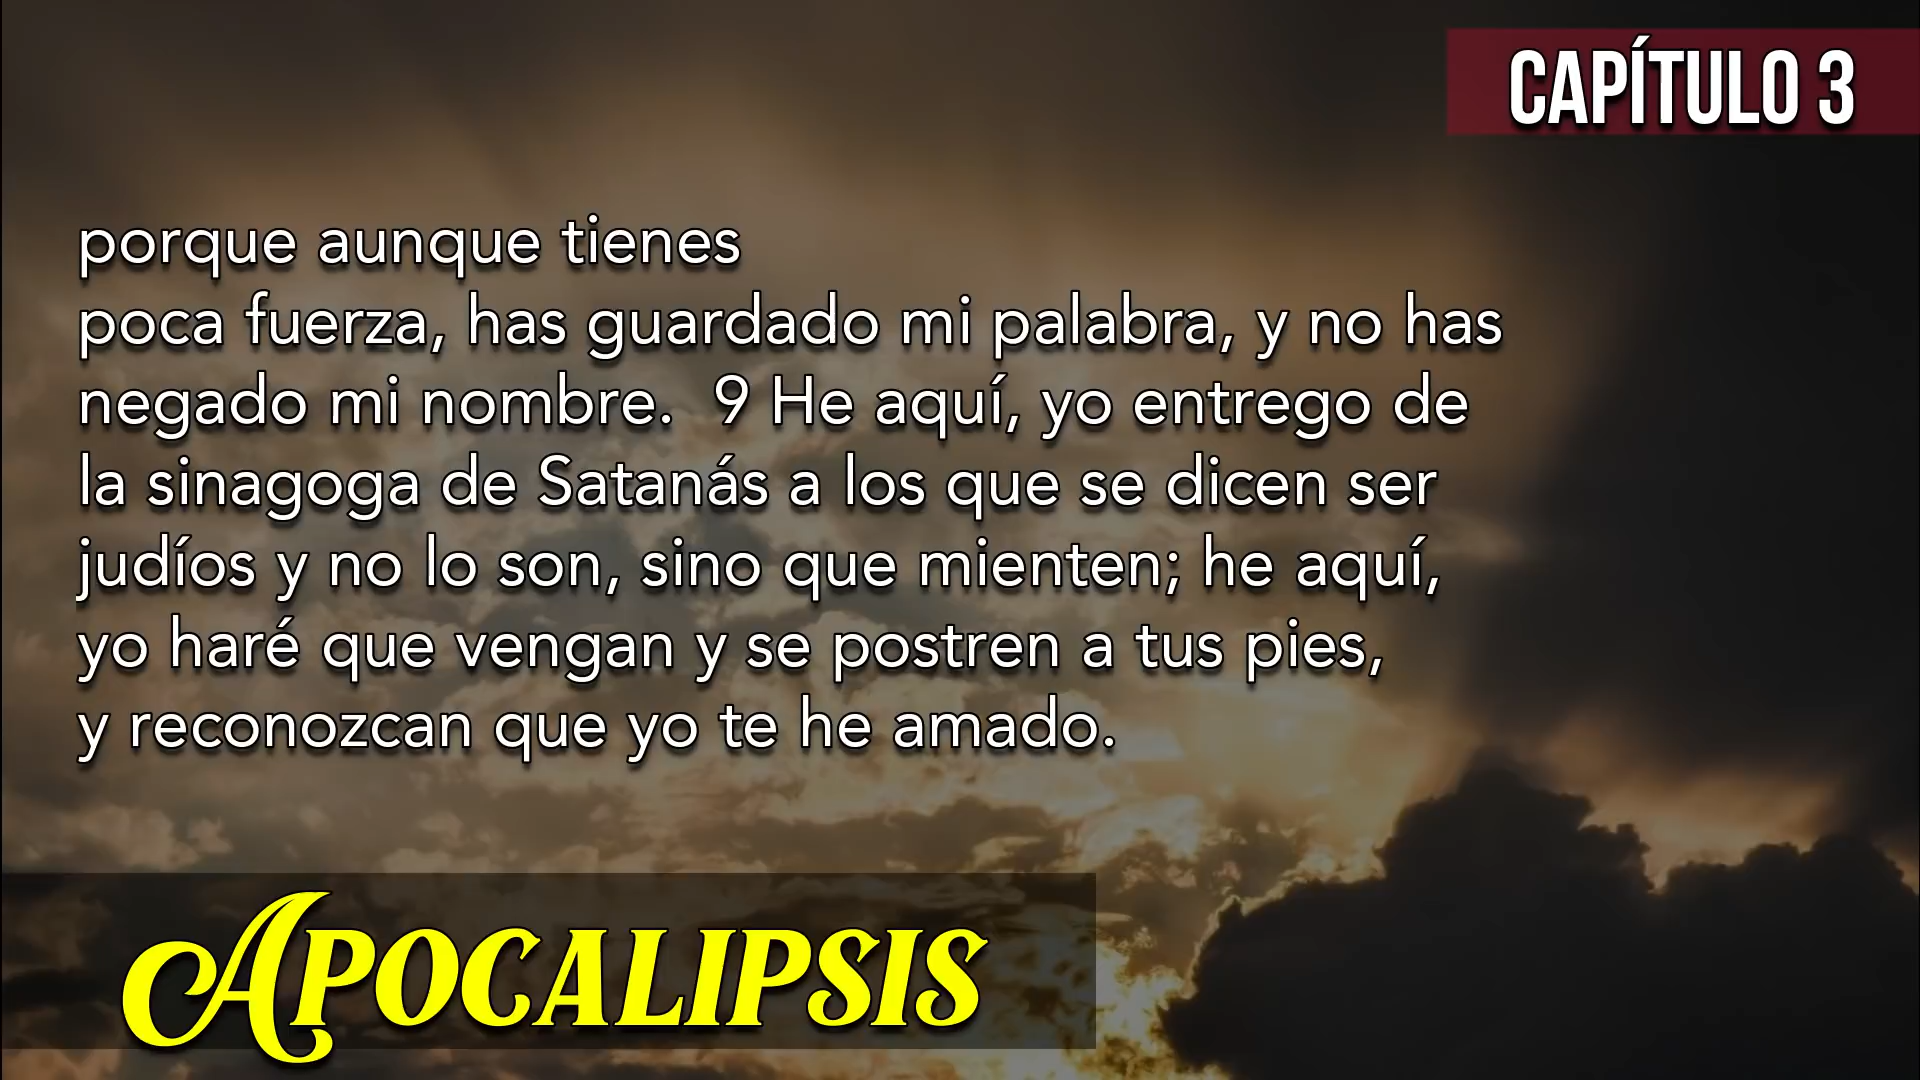 CAPÍTULO 3
porque aunque tienes
poca fuerza, has guardado mi palabra, y no has
negado mi nombre.  9 He aquí, yo entrego de
la sinagoga de Satanás a los que se dicen ser
judíos y no lo son, sino que mienten; he aquí,
yo haré que vengan y se postren a tus pies,
y reconozcan que yo te he amado.
APOCALIPSIS